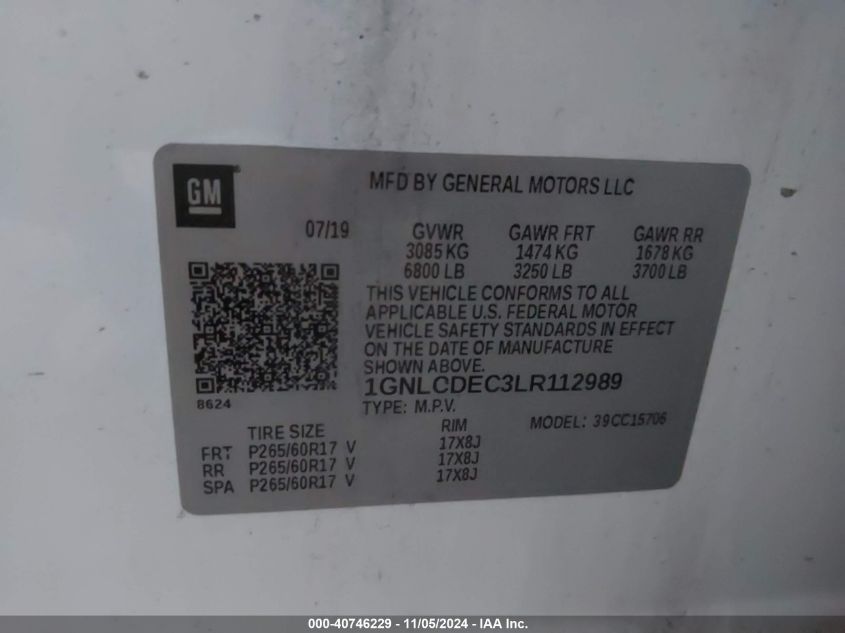 GM
MFD BY GENERAL MOTORS LLC
07/19 GVWR GAWR FRT GAWR RR
3085 KG 1474 KG 1678 KG
6800 LB 3250 LB 3700 LB
THIS VEHICLE CONFORMS TO ALL
APPLICABLE U.S. FEDERAL MOTOR
VEHICLE SAFETY STANDARDS IN EFFECT
ON THE DATE OF MANUFACTURE
SHOWN ABOVE.
8624
1GNLCDEC3LR112989
TYPE: M.P.V. MODEL: 39CC15706
TIRE SIZE RIM
FRT P265/60R17 V 17X8J
RR P265/60R17 V 17X8J
SPA P265/60R17 V 17X8J
000-40746229 - 11/05/2024 - IAA Inc.